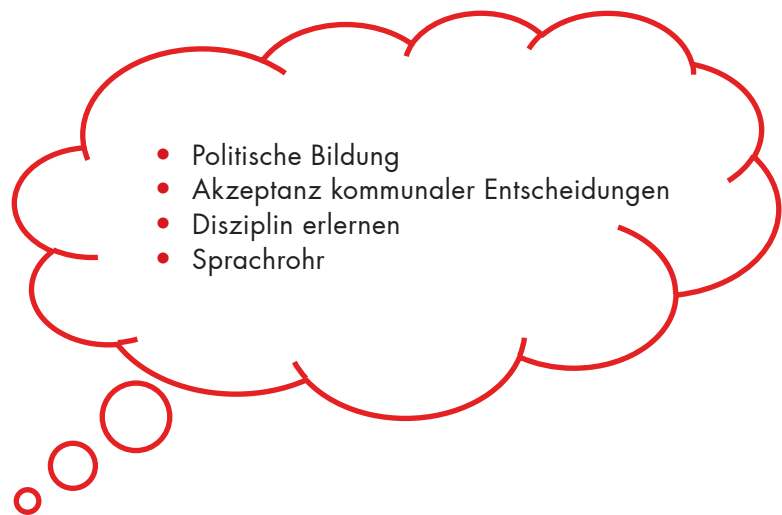 • Politische Bildung
• Akzeptanz kommunaler Entscheidungen
• Disziplin erlernen
• Sprachrohr